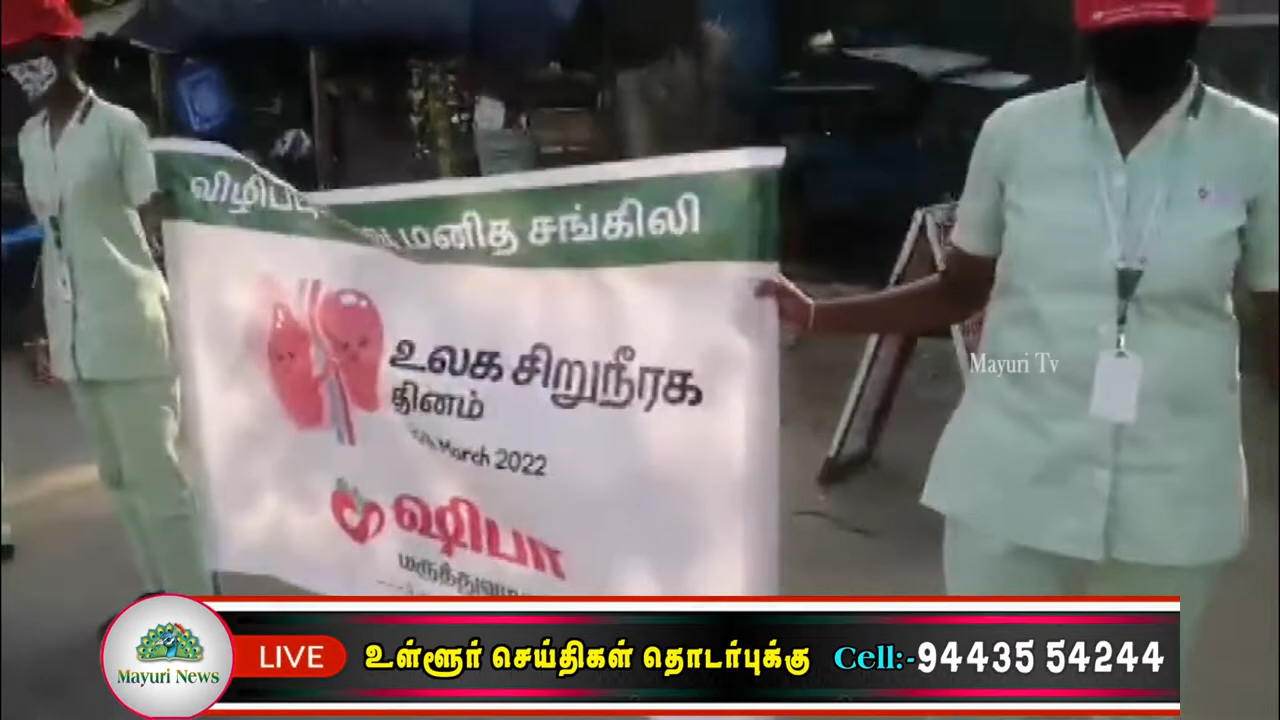 மனித சங்கிலி
உலக சிறுநீரக
தினம்
March 2022
ஷிபா
Mayuri Tv
Mayuri News
LIVE
உள்ளூர் செய்திகள் தொடர்புக்கு Cell:-94435 54244